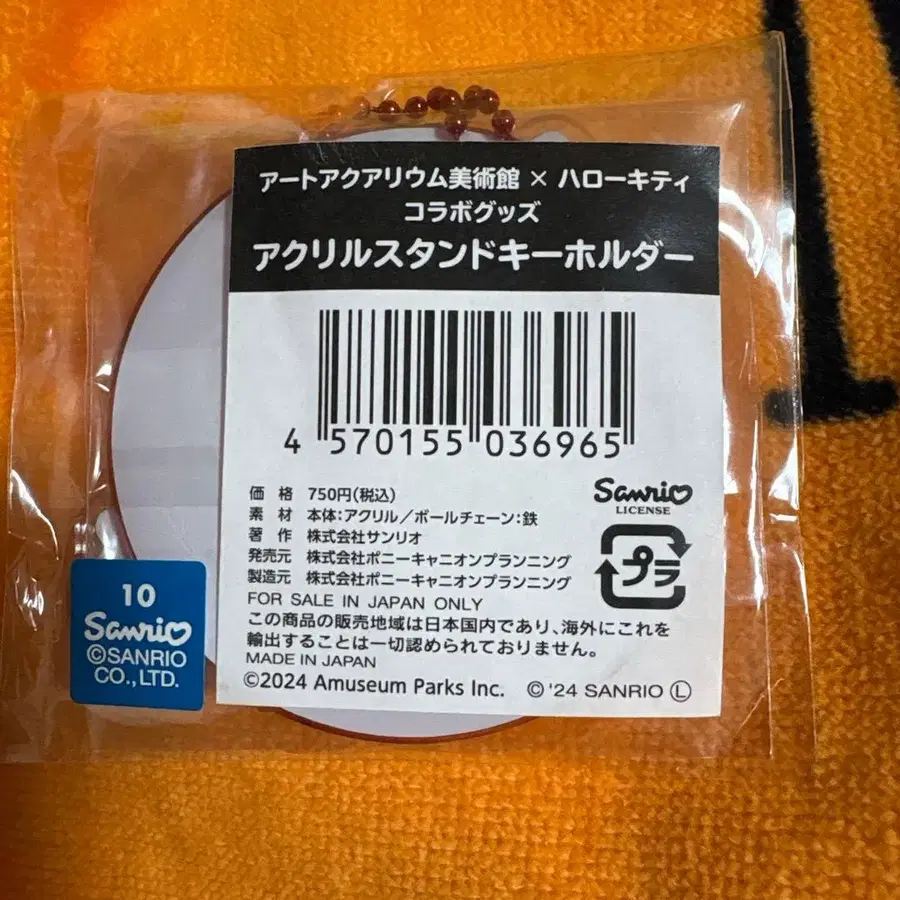 アートアクアリウム美術館 × ハローキティ
コラボグッズ
アクリルスタンドキーホルダー
4 570155 036965
価 格 750円(税込)
素 材 本体:アクリル/ボールチェーン:鉄
著 作 株式会社サンリオ
発売元 株式会社ポニーキャニオンプランニング
製造元 株式会社ポニーキャニオンプランニング
FOR SALE IN JAPAN ONLY
この商品の販売地域は日本国内であり、海外にこれを
輸出することは一切認められておりません。
MADE IN JAPAN
©2024 Amuseum Parks Inc. © '24 SANRIO Ⓛ
Sanrio
LICENSE
プラ
10
Sanrio
©SANRIO
CO.,LTD.